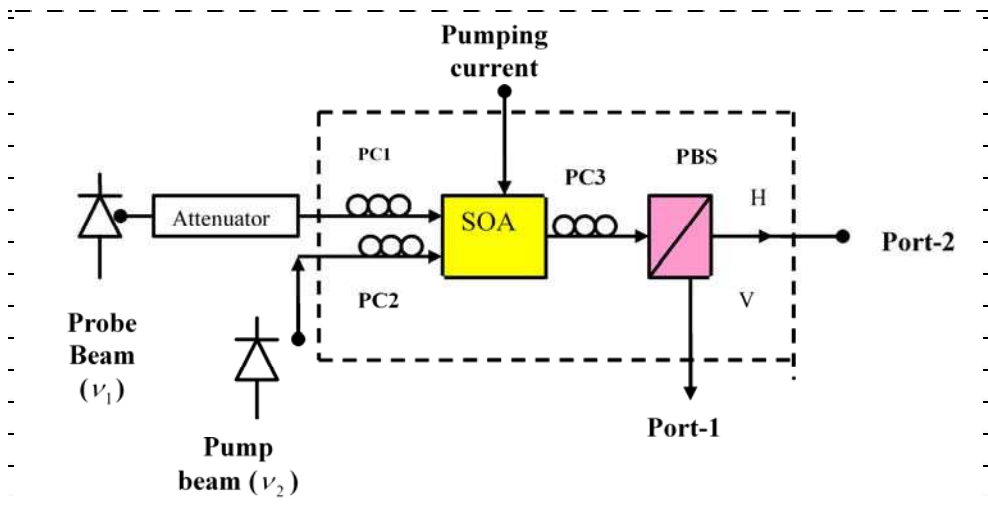 Pumping
current
PC1
PBS
PC3
H
Attenuator
SOA
Port-2
PC2
V
Probe
Beam
(ν₁)
Port-1
Pump
beam (ν₂)